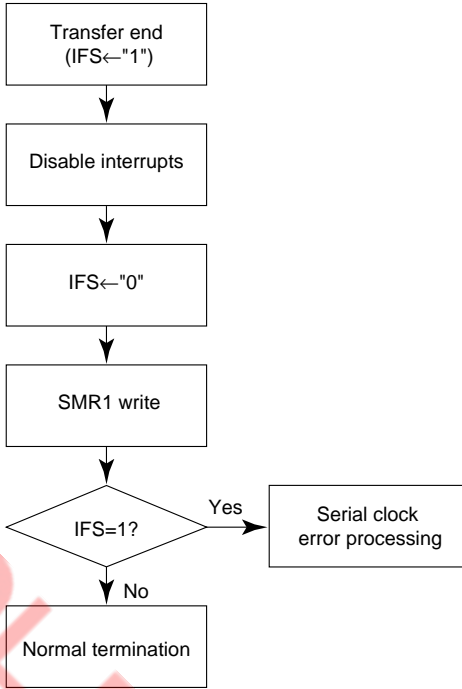 Transfer end
(IFS←"1")
Disable interrupts
IFS←"0"
SMR1 write
IFS=1?
Yes
Serial clock
error processing
No
Normal termination